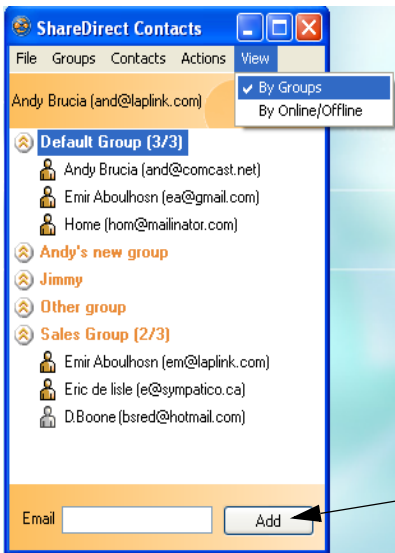 ShareDirect Contacts
File Groups Contacts Actions View
By Groups
By Online/Offline
Andy Brucia (and@laplink.com)
Default Group (3/3)
Andy Brucia (and@comcast.net)
Emir Aboulhosn (ea@gmail.com)
Home (hom@mailinator.com)
Andy's new group
Jimmy
Other group
Sales Group (2/3)
Emir Aboulhosn (em@laplink.com)
Eric de lisle (e@sympatico.ca)
D.Boone (bsred@hotmail.com)
Email Add